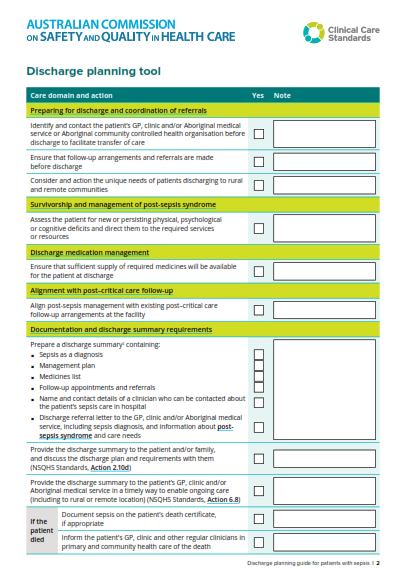 AUSTRALIAN COMMISSION
ON SAFETY AND QUALITY IN HEALTH CARE
Clinical Care
Standards
Discharge planning tool
Care domain and action Yes Note
Preparing for discharge and coordination of referrals
Identify and contact the patient's GP, clinic and/or Aboriginal medical
service or Aboriginal community controlled health organisation before
discharge to facilitate transfer of care
Ensure that follow-up arrangements and referrals are made
before discharge
Consider and action the unique needs of patients discharging to rural
and remote communities
Survivorship and management of post-sepsis syndrome
Assess the patient for new or persisting physical, psychological
or cognitive deficits and direct them to the required services
or resources
Discharge medication management
Ensure that sufficient supply of required medicines will be available
for the patient at discharge
Alignment with post–critical care follow-up
Align post-sepsis management with existing post–critical care
follow-up arrangements at the facility
Documentation and discharge summary requirements
Prepare a discharge summary² containing:
▪ Sepsis as a diagnosis
▪ Management plan
▪ Medicines list
▪ Follow-up appointments and referrals
▪ Name and contact details of a clinician who can be contacted about
the patient's sepsis care in hospital
▪ Discharge referral letter to the GP, clinic and/or Aboriginal medical
service, including sepsis diagnosis, and information about post-
sepsis syndrome and care needs
Provide the discharge summary to the patient and/or family,
and discuss the discharge plan and requirements with them
(NSQHS Standards, Action 2.10d)
Provide the discharge summary to the patient's GP, clinic and/or
Aboriginal medical service in a timely way to enable ongoing care
(including to rural or remote location) (NSQHS Standards, Action 6.8)
If the
patient
died
Document sepsis on the patient's death certificate,
if appropriate
Inform the patient's GP, clinic and other regular clinicians in
primary and community health care of the death
Discharge planning guide for patients with sepsis | 2